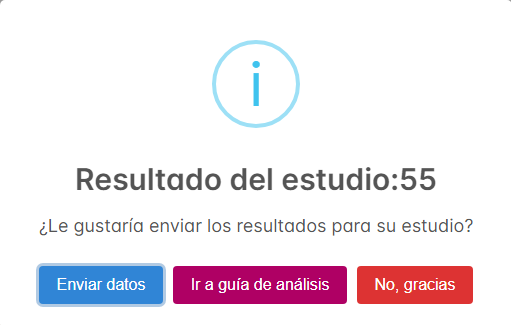 Resultado del estudio:55
¿Le gustaría enviar los resultados para su estudio?
Enviar datos
Ir a guía de análisis
No, gracias